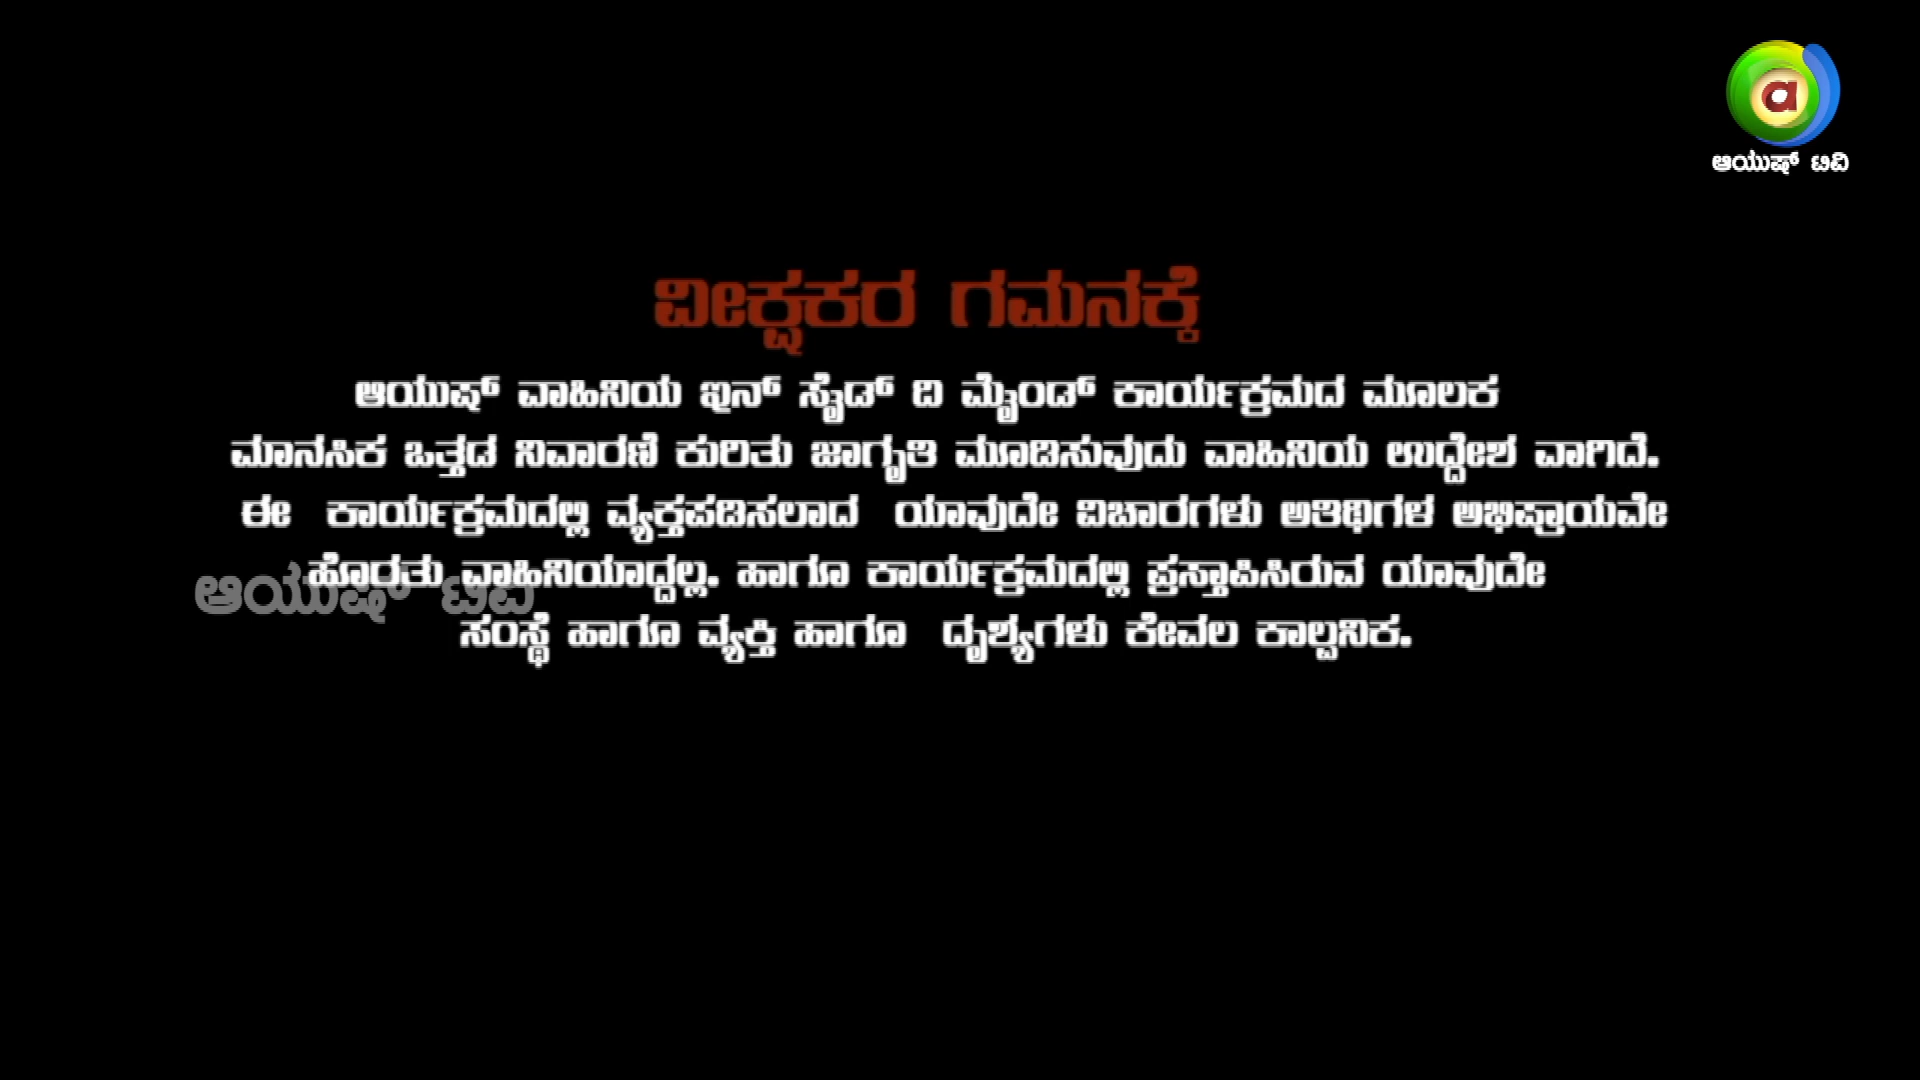 ಆಯುಷ್ ಟಿವಿ
ವೀಕ್ಷಕರ ಗಮನಕ್ಕೆ
ಆಯುಷ್ ವಾಹಿನಿಯ ಇನ್ ಸೈಡ್ ದಿ ಮೈಂಡ್ ಕಾರ್ಯಕ್ರಮದ ಮೂಲಕ
ಮಾನಸಿಕ ಒತ್ತಡ ನಿವಾರಣೆ ಕುರಿತು ಜಾಗೃತಿ ಮೂಡಿಸುವುದು ವಾಹಿನಿಯ ಉದ್ದೇಶ ವಾಗಿದೆ.
ಈ ಕಾರ್ಯಕ್ರಮದಲ್ಲಿ ವ್ಯಕ್ತಪಡಿಸಲಾದ ಯಾವುದೇ ವಿಚಾರಗಳು ಅತಿಥಿಗಳ ಅಭಿಪ್ರಾಯವೇ
ಹೊರತು ವಾಹಿನಿಯಾದ್ದಲ್ಲ. ಹಾಗೂ ಕಾರ್ಯಕ್ರಮದಲ್ಲಿ ಪ್ರಸ್ತಾಪಿಸಿರುವ ಯಾವುದೇ
ಆಯುಷ್ ಟಿವಿ
ಸಂಸ್ಥೆ ಹಾಗೂ ವ್ಯಕ್ತಿ ಹಾಗೂ ದೃಶ್ಯಗಳು ಕೇವಲ ಕಾಲ್ಪನಿಕ.